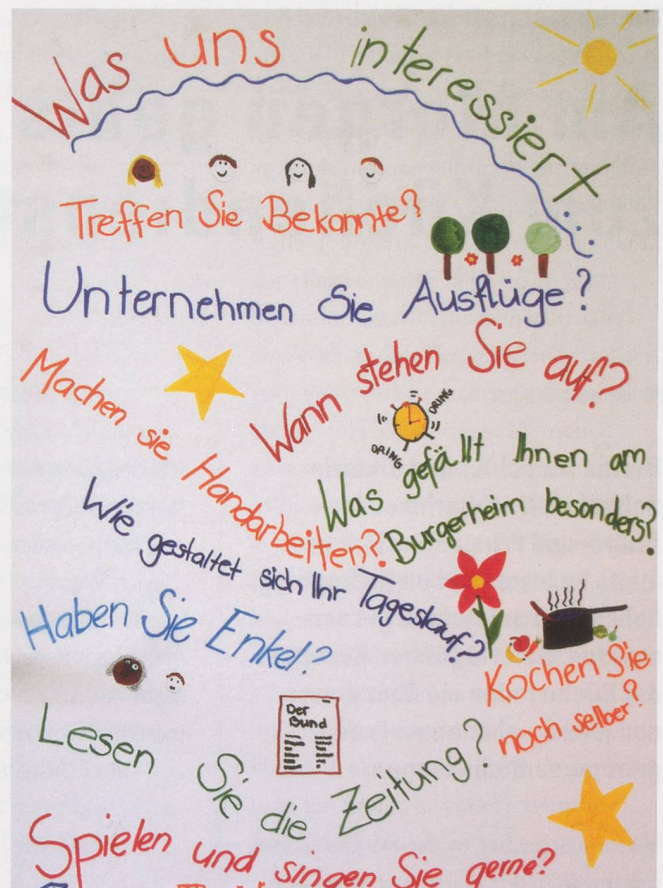 Was uns interessiert...
Treffen Sie Bekannte?
Unternehmen Sie Ausflüge?
Wann stehen Sie auf?
DRING
DRING
Machen sie Handarbeiten?
Was gefällt Ihnen am
Burgerheim besonders?
Wie gestaltet sich Ihr Tageslauf?
Haben Sie Enkel?
Kochen Sie
noch selber?
Der
Bund
Lesen Sie die Zeitung?
Spielen und singen Sie gerne?